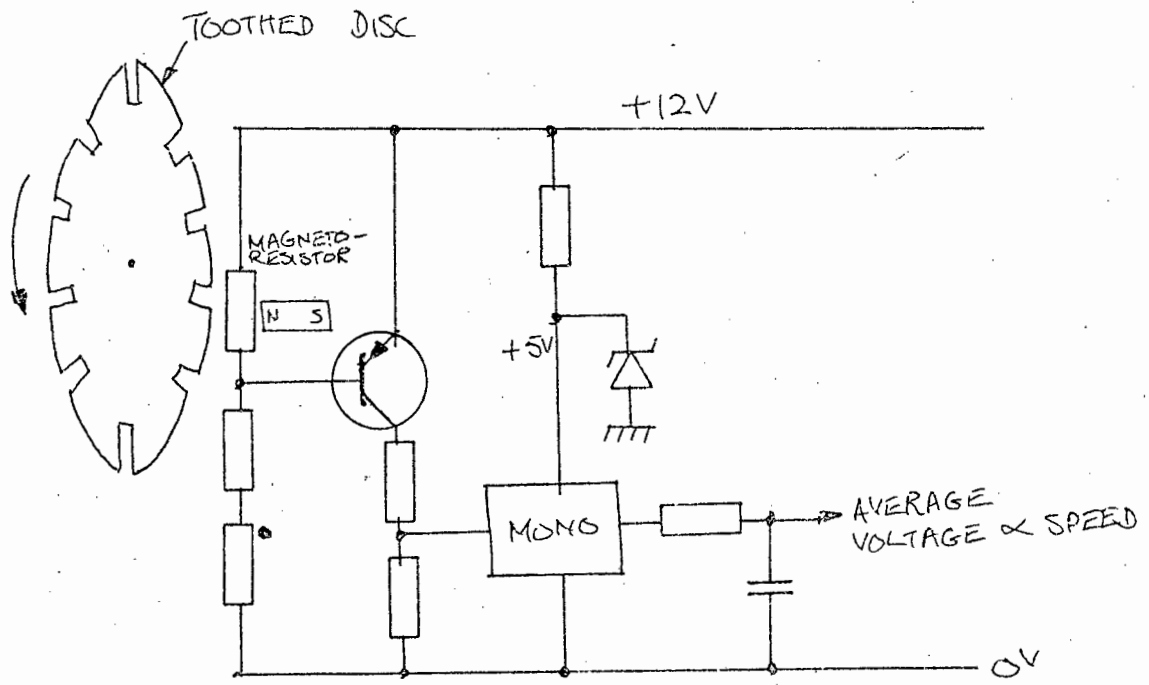 TOOTHED DISC
+12V
MAGNETO-
RESISTOR
N S
+5V
MONO
AVERAGE
VOLTAGE ∝ SPEED
0V